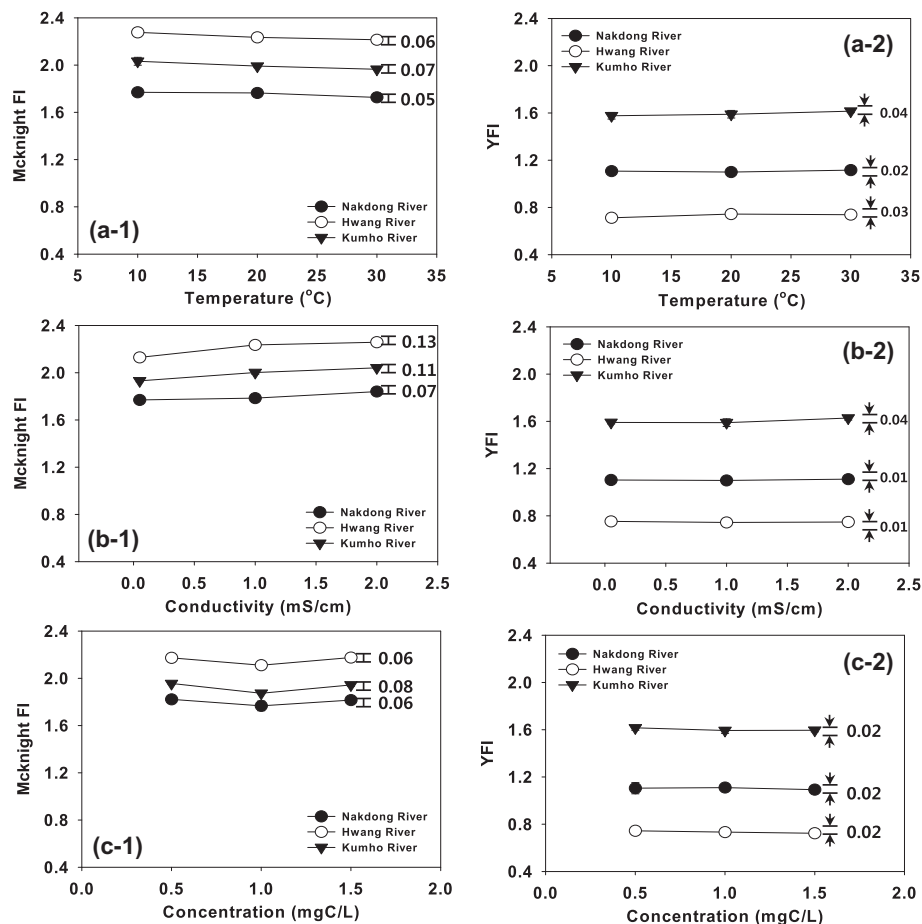 2.4
2.0
1.6
1.2
0.8
0.4
Mcknight FI
0.06
0.07
0.05
Nakdong River
Hwang River
Kumho River
(a-1)
5 10 15 20 25 30 35
Temperature (°C)
2.4
2.0
1.6
1.2
0.8
0.4
YFI
Nakdong River
Hwang River
Kumho River
(a-2)
0.04
0.02
0.03
5 10 15 20 25 30 35
Temperature (°C)
2.4
2.0
1.6
1.2
0.8
0.4
Mcknight FI
0.13
0.11
0.07
Nakdong River
Hwang River
Kumho River
(b-1)
0.0 0.5 1.0 1.5 2.0 2.5
Conductivity (mS/cm)
2.4
2.0
1.6
1.2
0.8
0.4
YFI
Nakdong River
Hwang River
Kumho River
(b-2)
0.04
0.01
0.01
0.0 0.5 1.0 1.5 2.0 2.5
Conductivity (mS/cm)
2.4
2.0
1.6
1.2
0.8
0.4
Mcknight FI
0.06
0.08
0.06
Nakdong River
Hwang River
Kumho River
(c-1)
0.0 0.5 1.0 1.5 2.0
Concentration (mgC/L)
2.4
2.0
1.6
1.2
0.8
0.4
YFI
Nakdong River
Hwang River
Kumho River
(c-2)
0.02
0.02
0.02
0.0 0.5 1.0 1.5 2.0
Concentration (mgC/L)